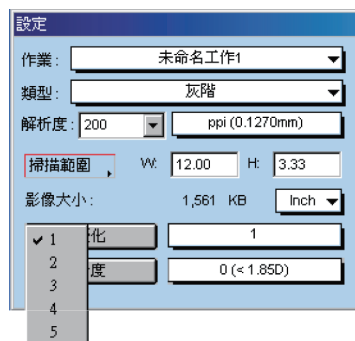 設定
作業: 未命名工作1
類型: 灰階
解析度: 200 ppi (0.1270mm)
掃描範圍 W: 12.00 H: 3.33
影像大小: 1,561 KB Inch
化 1
度 0 (< 1.85D)
✓ 1
2
3
4
5